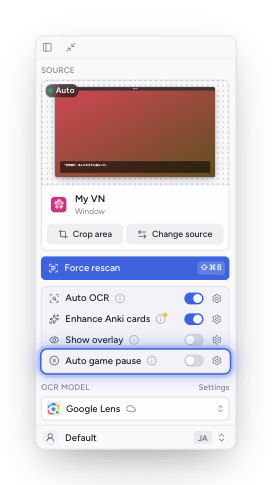 SOURCE
Auto
My VN
Window
Crop area
Change source
Force rescan ⇧⌘8
Auto OCR
Enhance Anki cards
Show overlay
Auto game pause
OCR MODEL Settings
Google Lens
Default JA